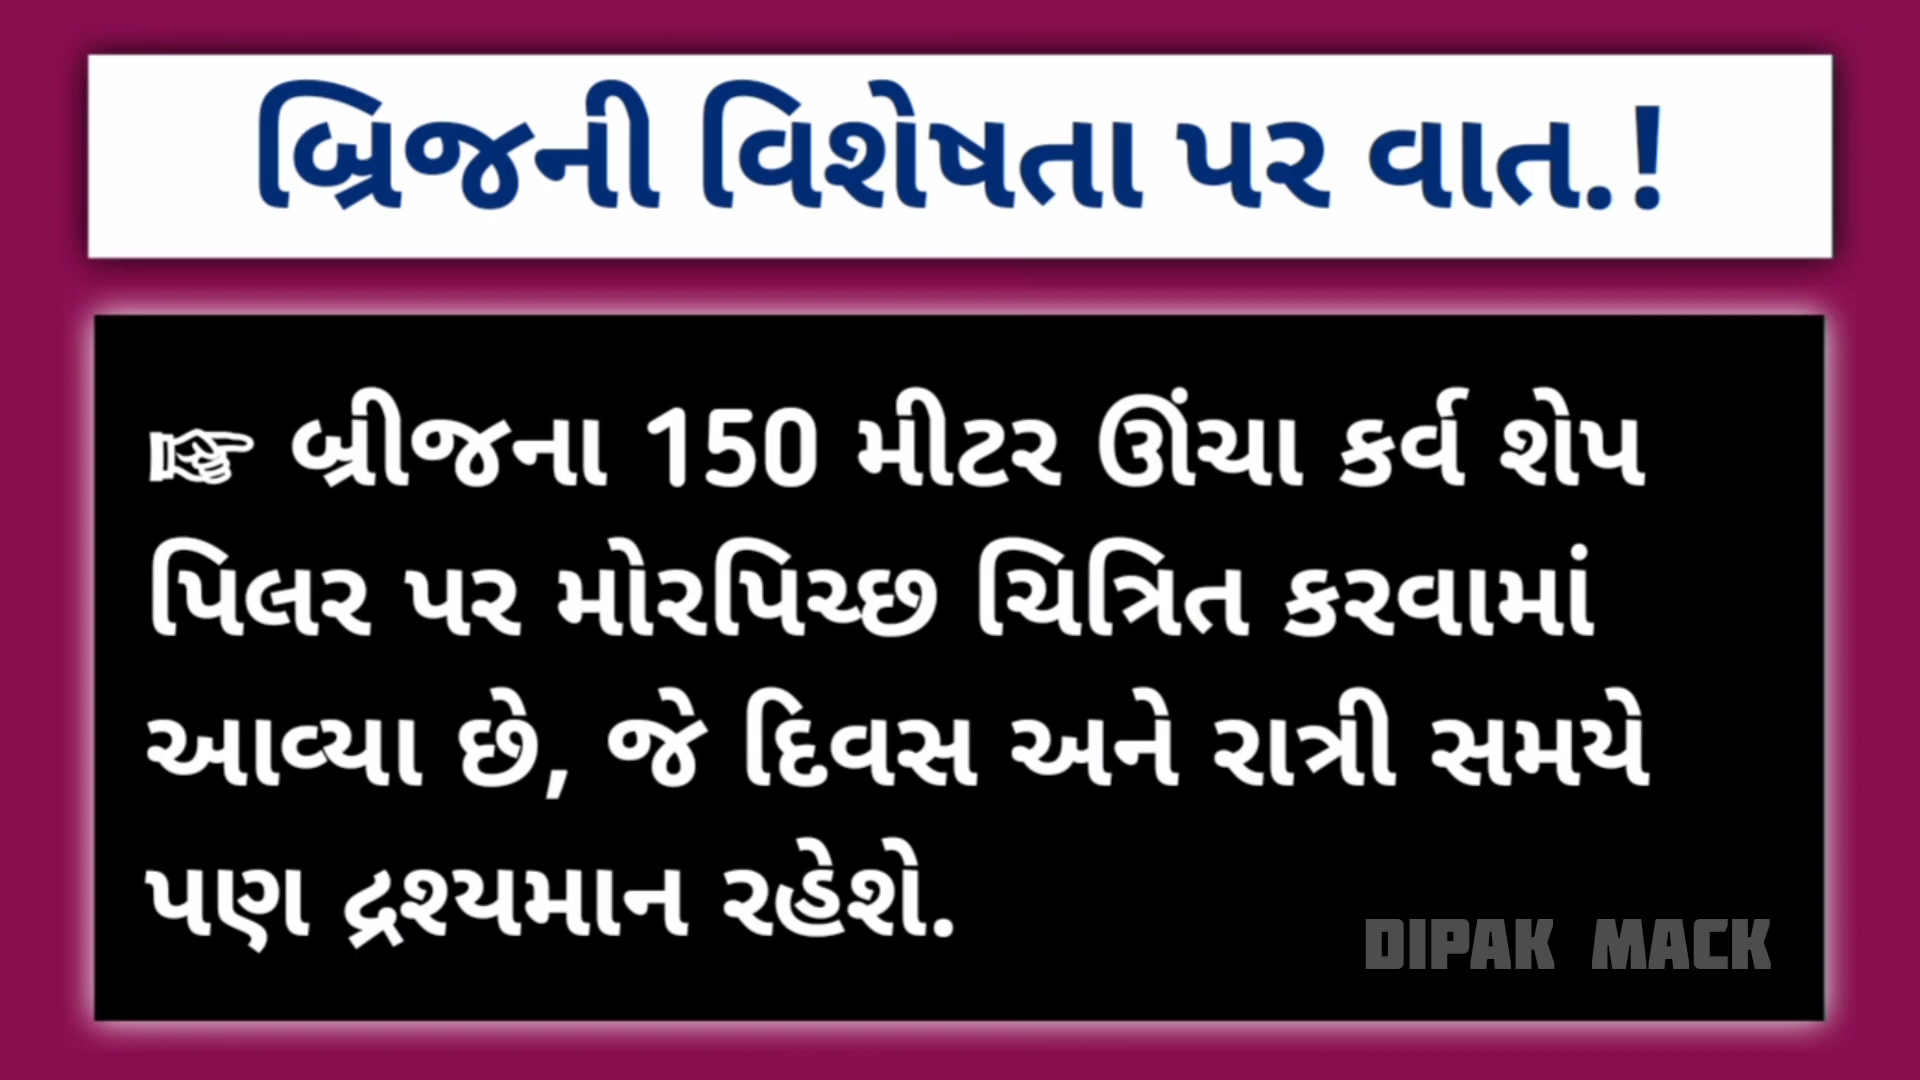 બ્રિજની વિશેષતા પર વાત.!
☞ બ્રીજના 150 મીટર ઊંચા કર્વ શેપ
પિલર પર મોરપિચ્છ ચિત્રિત કરવામાં
આવ્યા છે, જે દિવસ અને રાત્રી સમયે
પણ દ્રશ્યમાન રહેશે.
DIPAK MACK